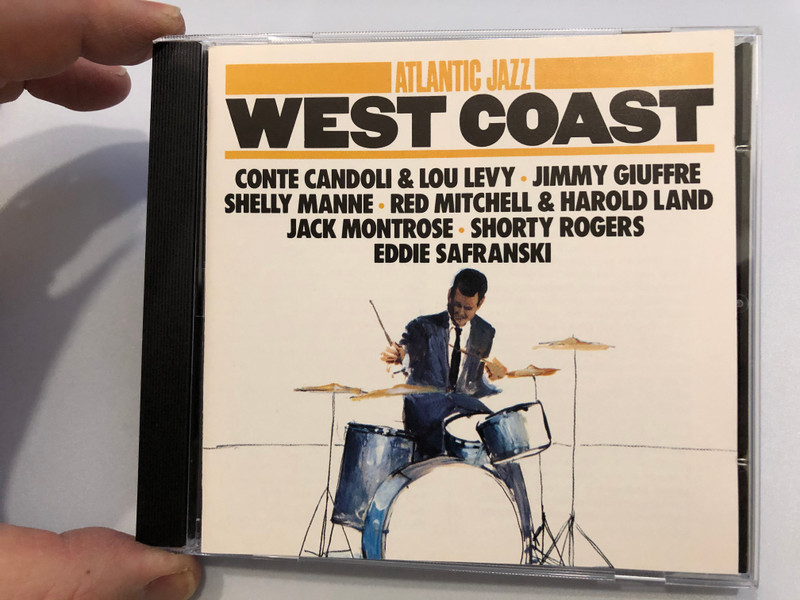 ATLANTIC JAZZ
WEST COAST
CONTE CANDOLI & LOU LEVY • JIMMY GIUFFRE
SHELLY MANNE • RED MITCHELL & HAROLD LAND
JACK MONTROSE • SHORTY ROGERS
EDDIE SAFRANSKI